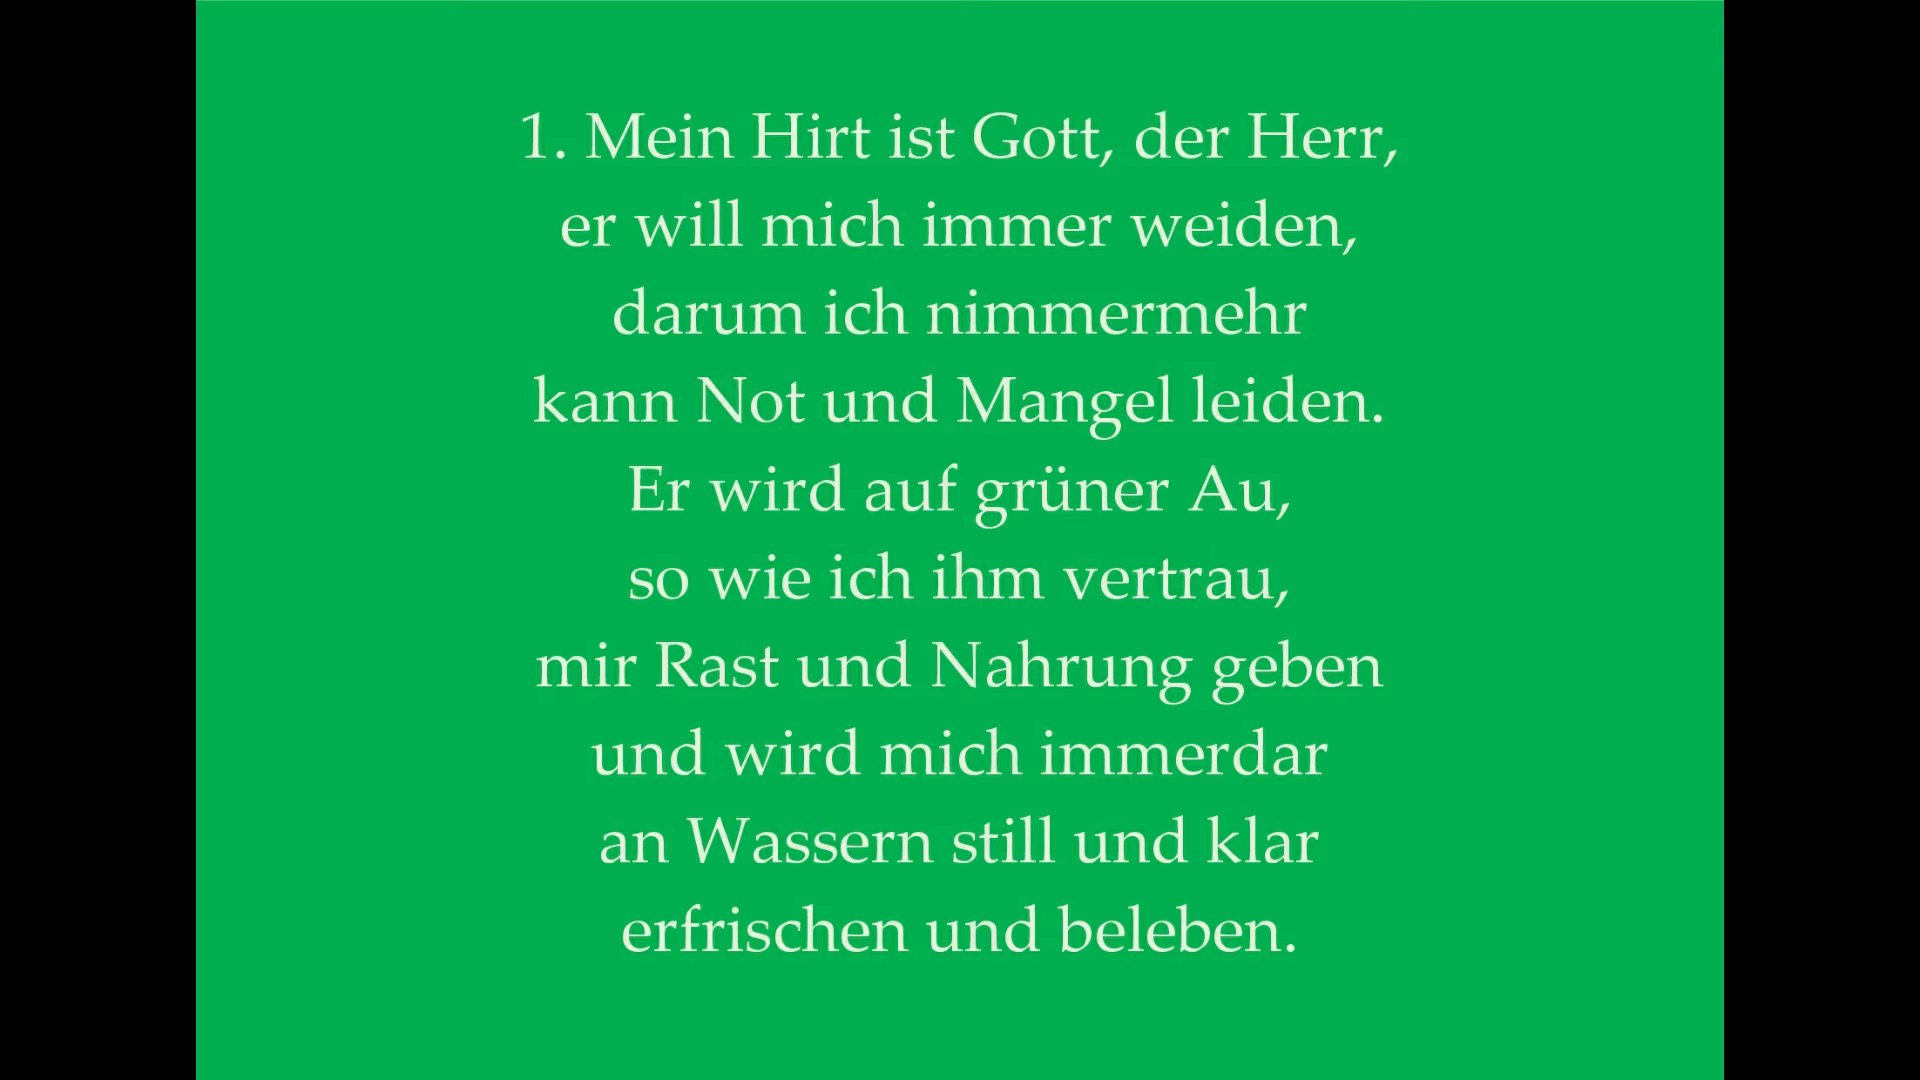 1. Mein Hirt ist Gott, der Herr,
er will mich immer weiden,
darum ich nimmermehr
kann Not und Mangel leiden.
Er wird auf grüner Au,
so wie ich ihm vertrau,
mir Rast und Nahrung geben
und wird mich immerdar
an Wassern still und klar
erfrischen und beleben.